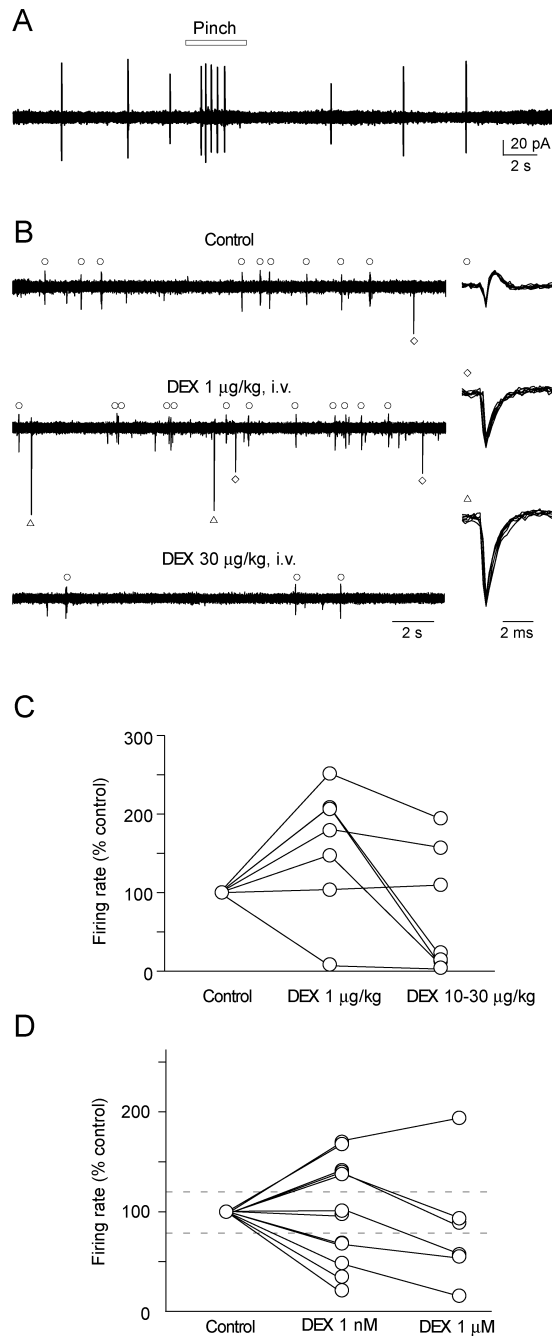 A
Pinch
20 pA
2 s
B
Control
DEX 1 μg/kg, i.v.
DEX 30 μg/kg, i.v.
2 s
2 ms
C
300
200
100
0
Firing rate (% control)
Control
DEX 1 μg/kg
DEX 10-30 μg/kg
D
200
100
0
Firing rate (% control)
Control
DEX 1 nM
DEX 1 μM